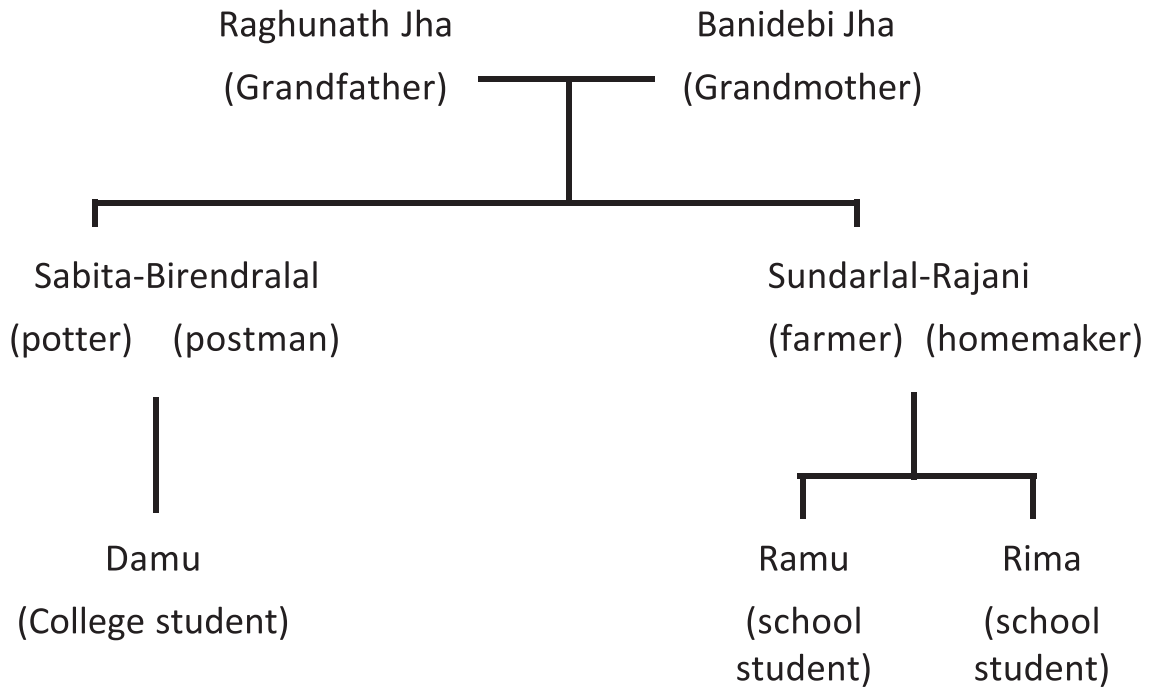 Raghunath Jha
Banidebi Jha
(Grandfather)
(Grandmother)
Sabita-Birendralal
Sundarlal-Rajani
(potter) (postman)
(farmer) (homemaker)
Damu
Ramu
Rima
(College student)
(school
student)
(school
student)